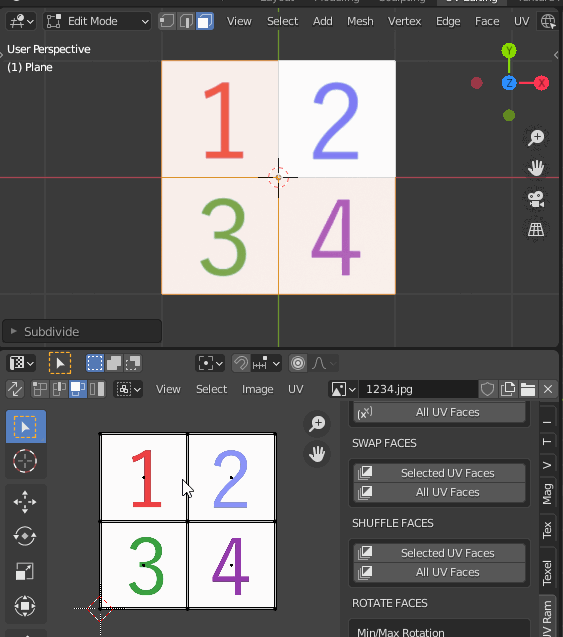 Edit Mode View Select Add Mesh Vertex Edge Face UV
User Perspective
(1) Plane
Y
Z X
1 2
3 4
Subdivide
View Select Image UV 1234.jpg
(x) All UV Faces
SWAP FACES
Selected UV Faces
All UV Faces
SHUFFLE FACES
Selected UV Faces
All UV Faces
ROTATE FACES
Min/Max Rotation
1 2
3 4
I
T
V
Mag
Tex
Texel
UV Ram